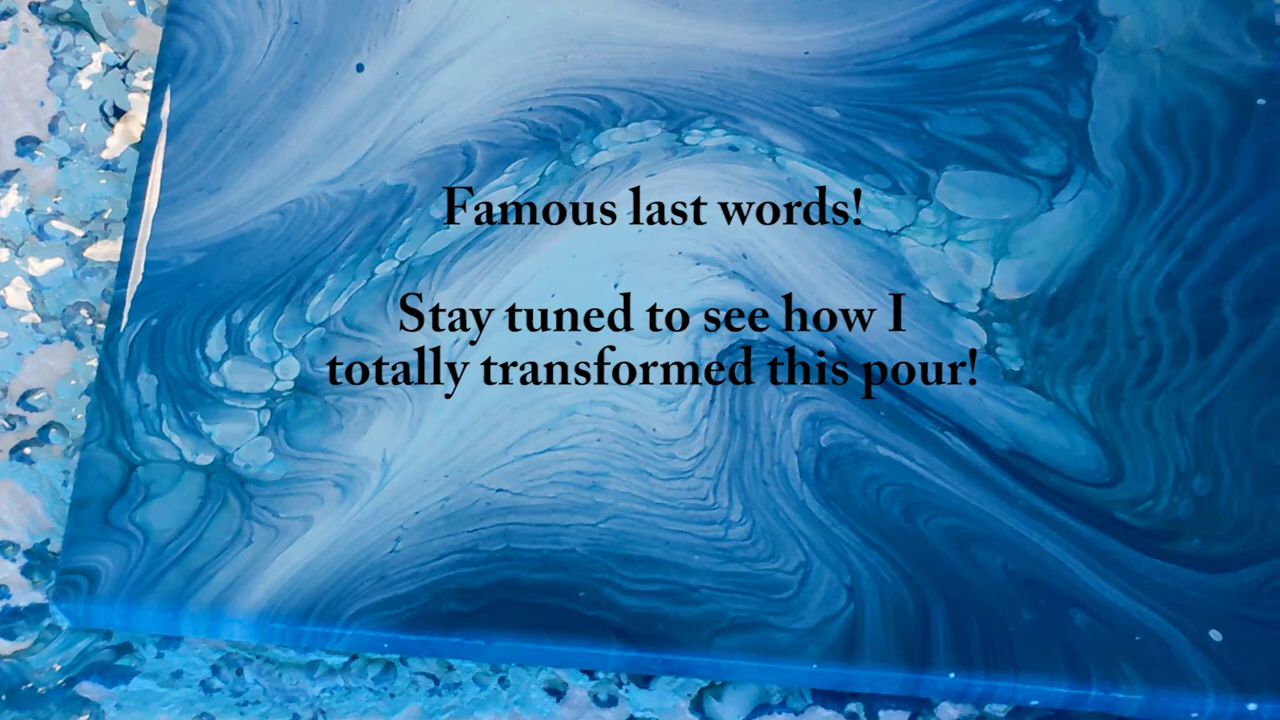 Famous last words!
Stay tuned to see how I
totally transformed this pour!